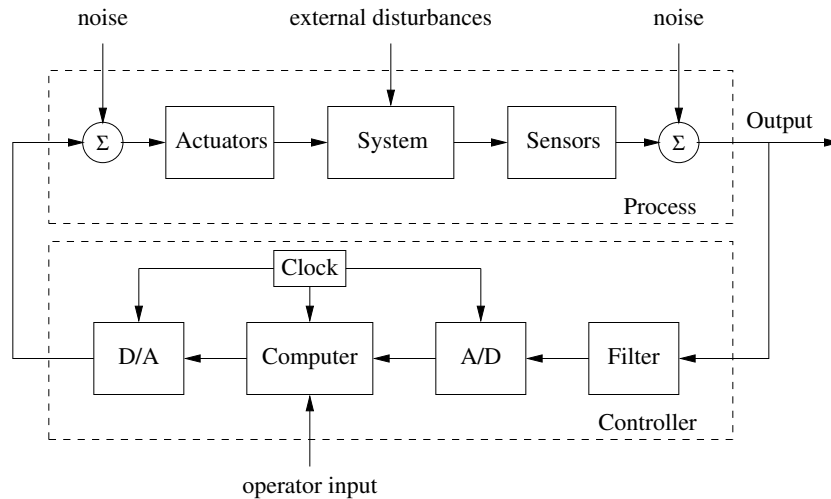 noise
external disturbances
noise
Σ
Actuators
System
Sensors
Σ
Output
Process
Clock
D/A
Computer
A/D
Filter
Controller
operator input